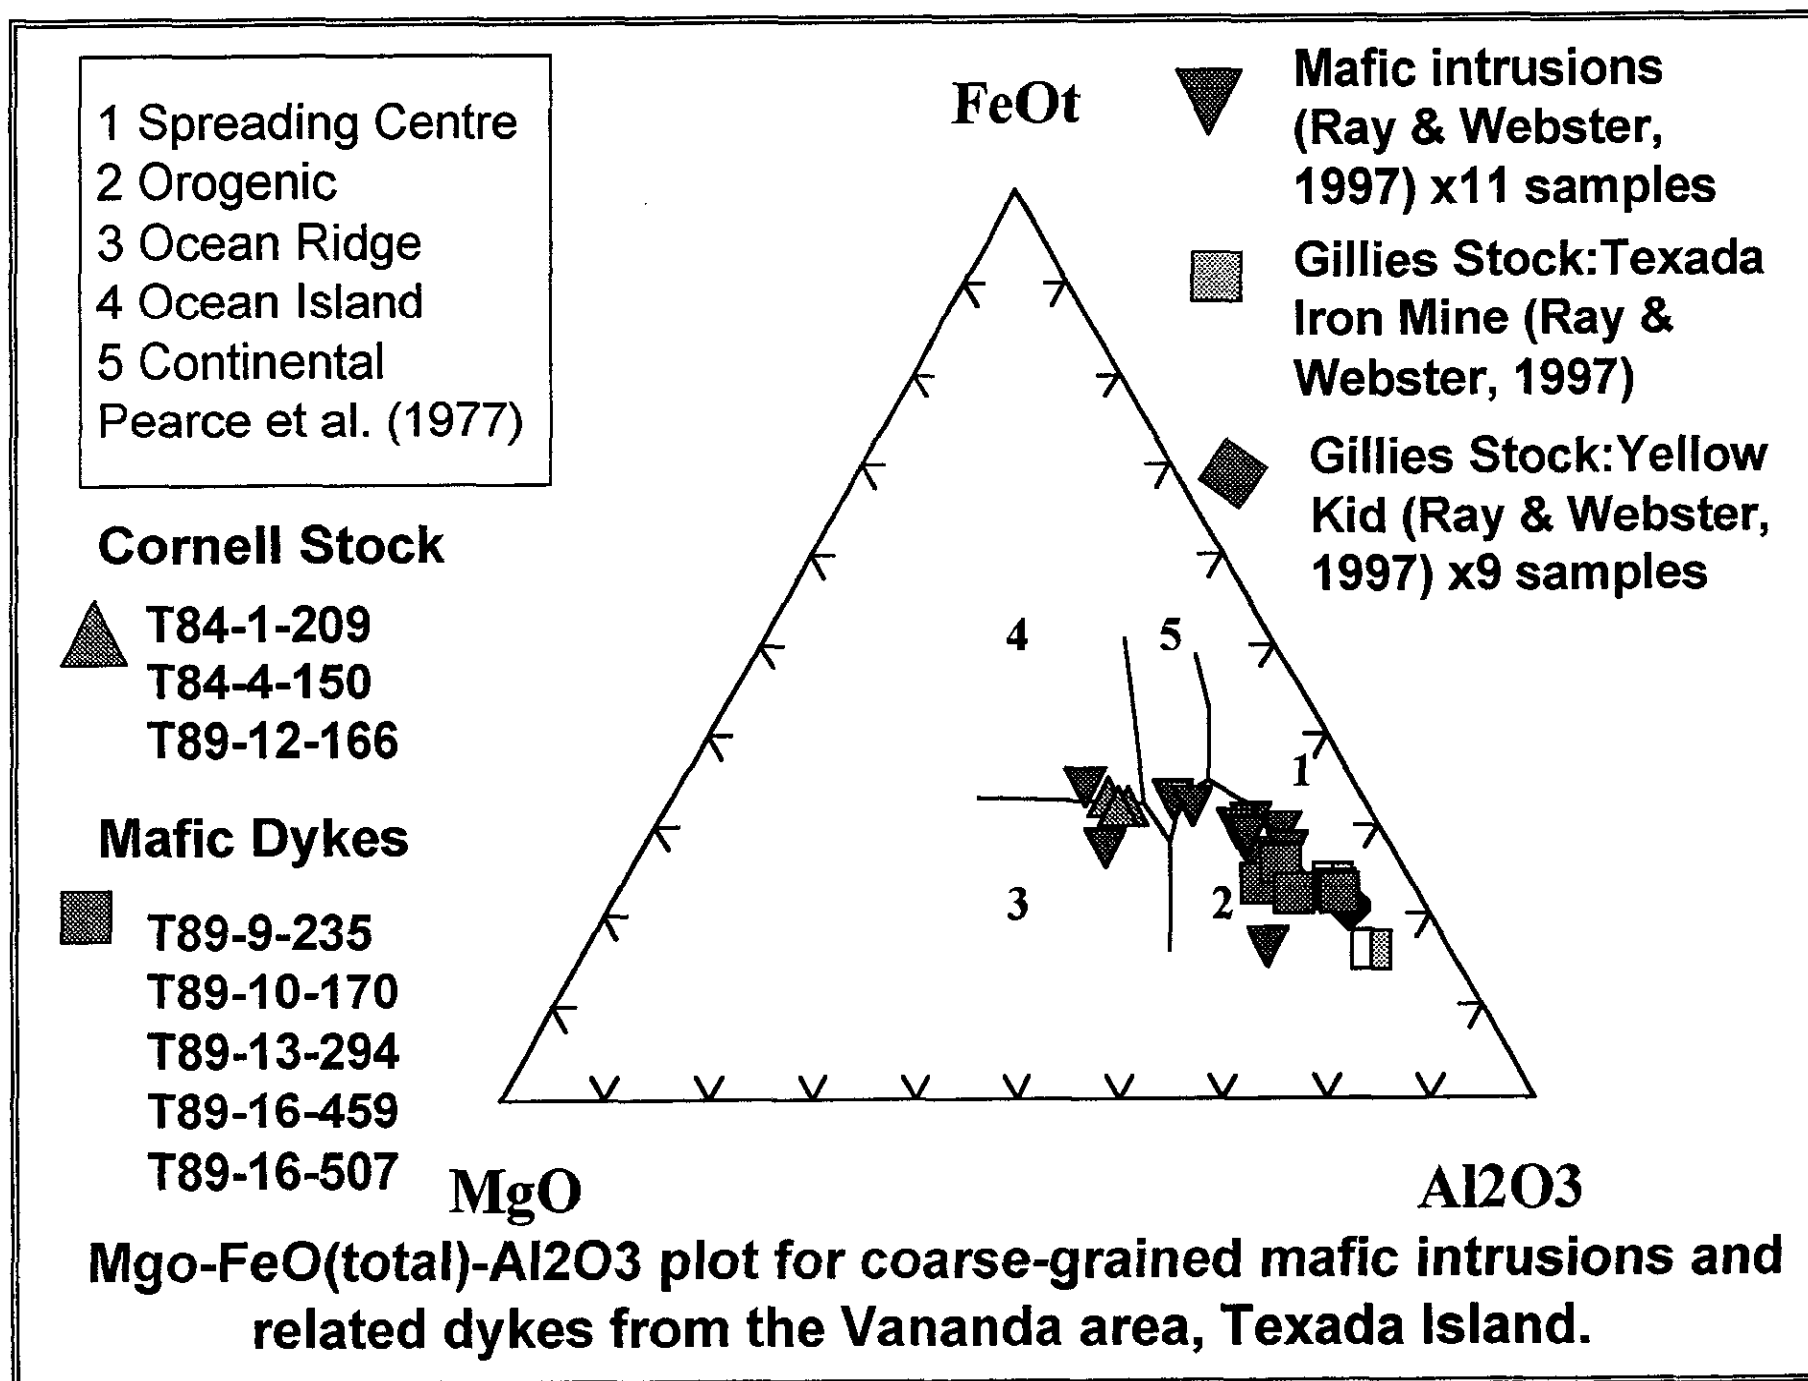 1 Spreading Centre
2 Orogenic
3 Ocean Ridge
4 Ocean Island
5 Continental
Pearce et al. (1977)
Cornell Stock
T84-1-209
T84-4-150
T89-12-166
Mafic Dykes
T89-9-235
T89-10-170
T89-13-294
T89-16-459
T89-16-507
FeOt
Mafic intrusions
(Ray & Webster,
1997) x11 samples
Gillies Stock:Texada
Iron Mine (Ray &
Webster, 1997)
Gillies Stock:Yellow
Kid (Ray & Webster,
1997) x9 samples
4
5
1
3
2
MgO
Al2O3
Mgo-FeO(total)-Al2O3 plot for coarse-grained mafic intrusions and
related dykes from the Vananda area, Texada Island.